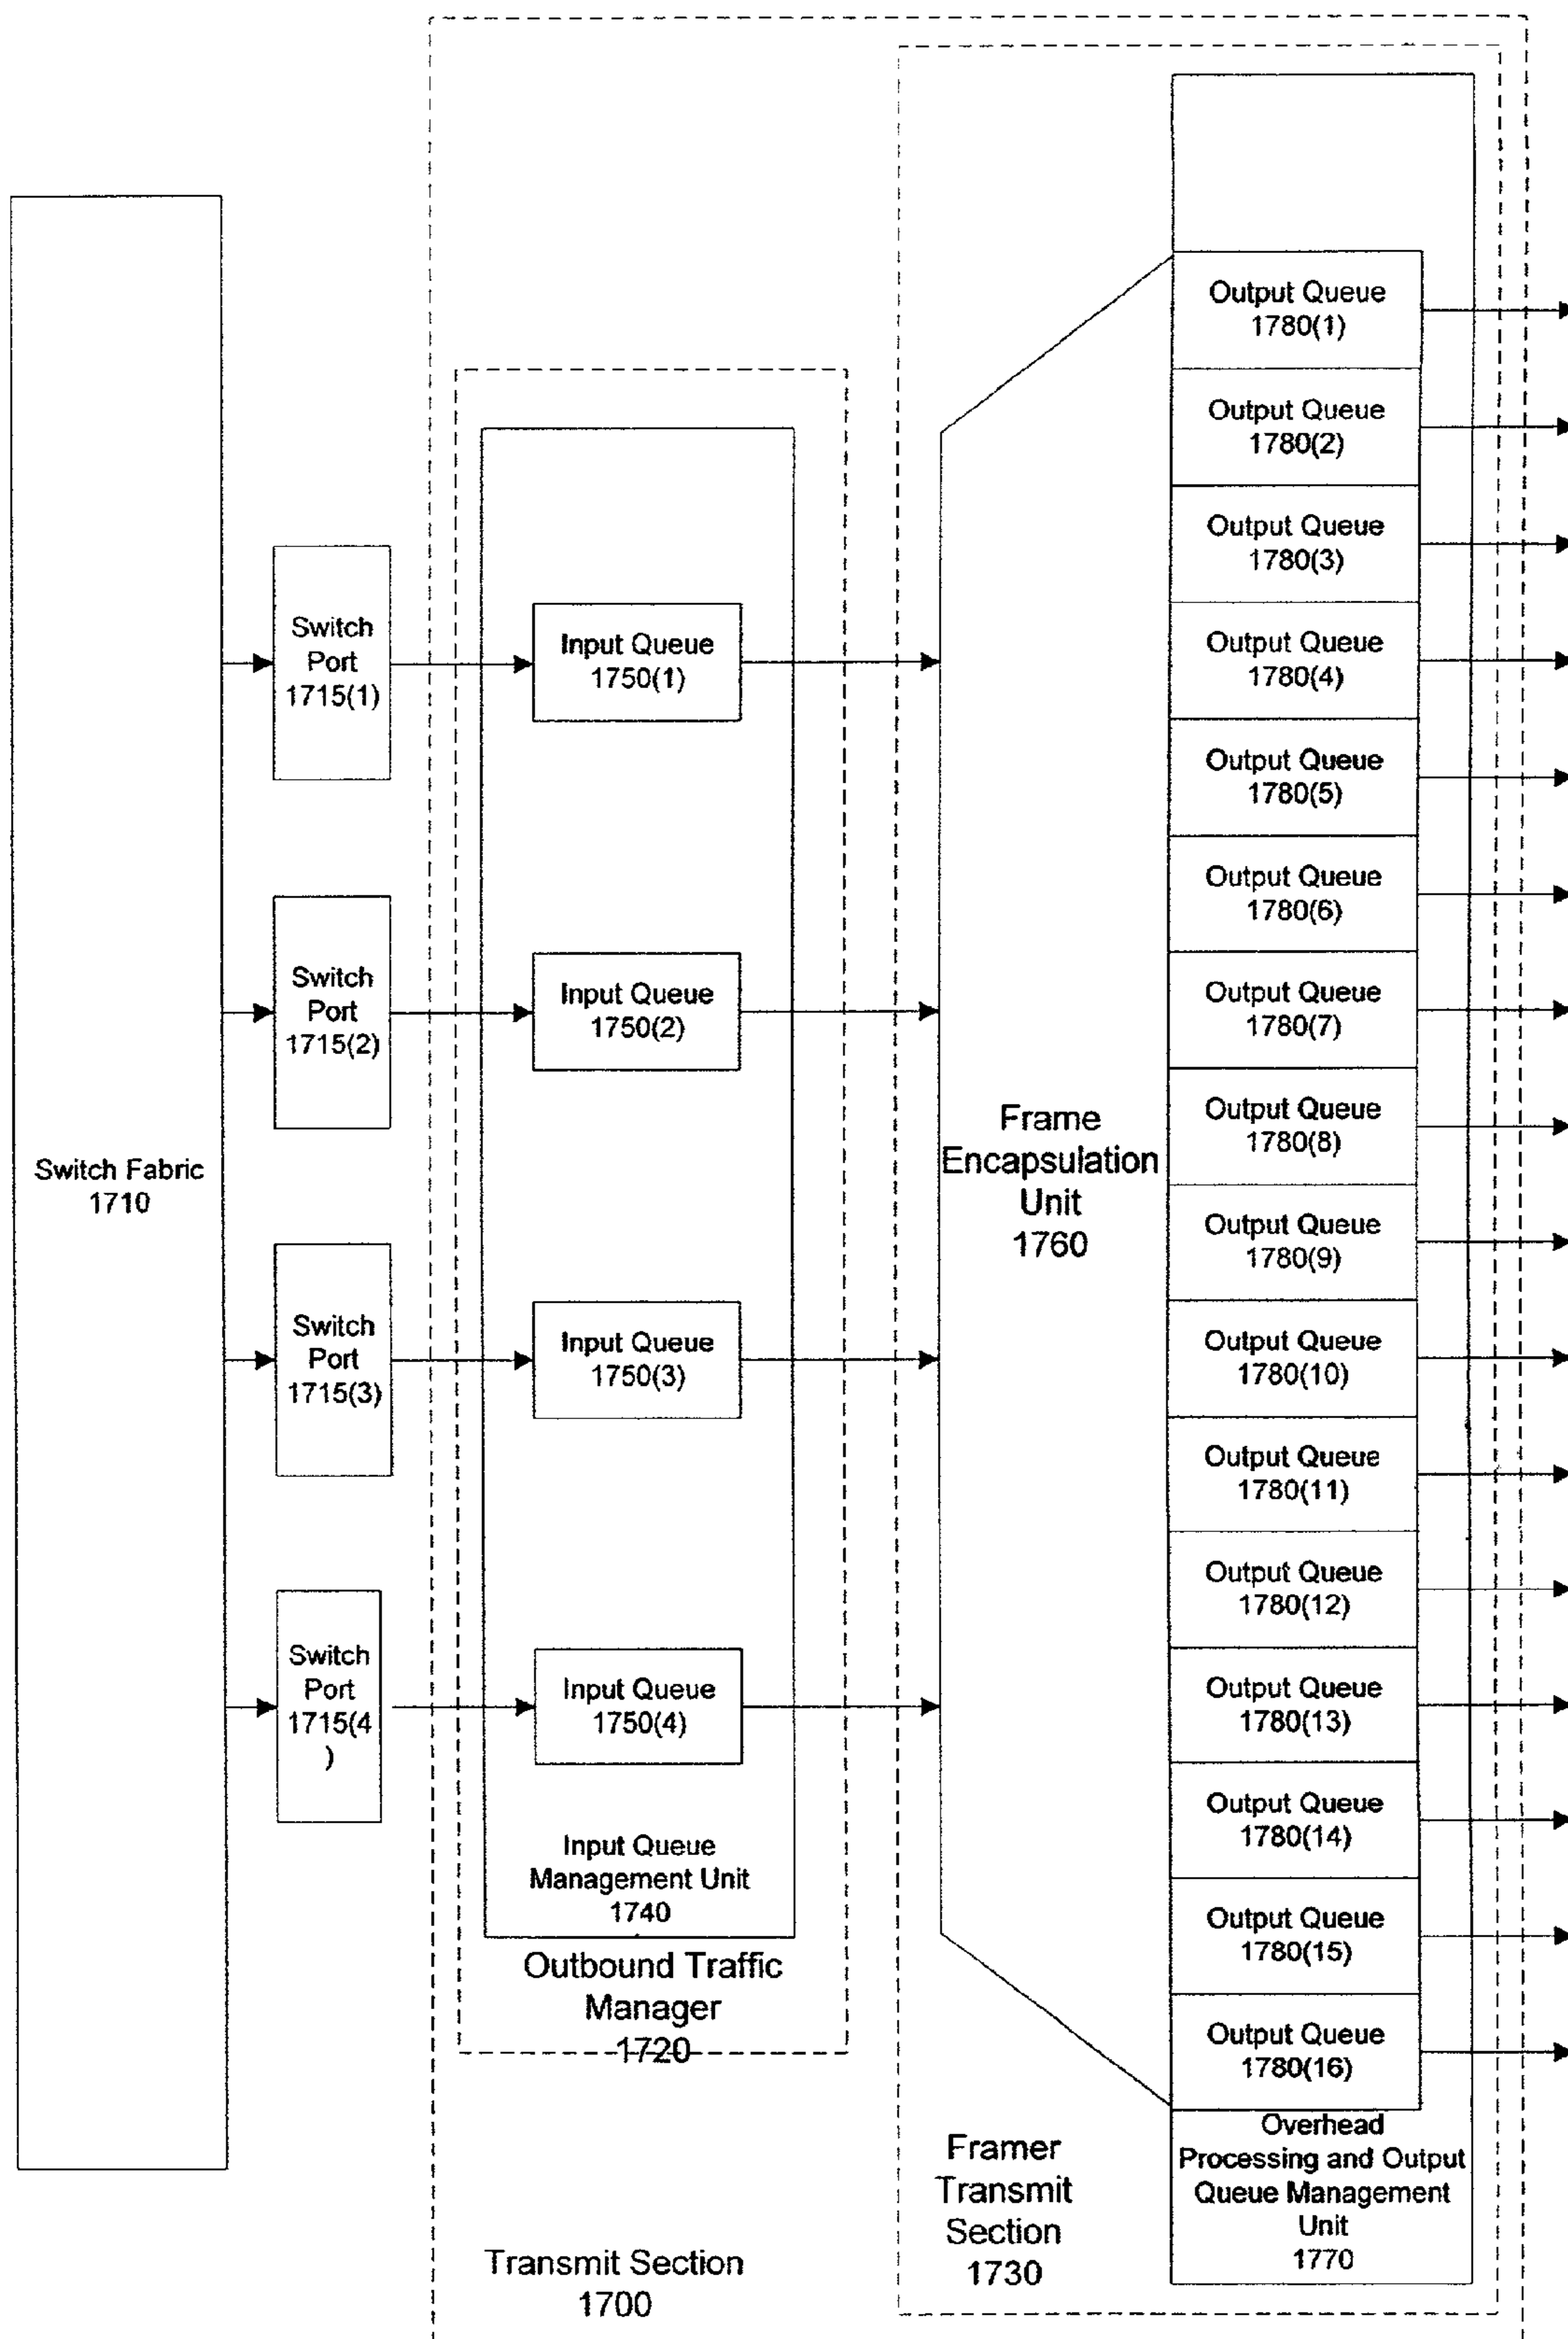 Switch Fabric
1710
Switch
Port
1715(1)
Switch
Port
1715(2)
Switch
Port
1715(3)
Switch
Port
1715(4
)
Input Queue
1750(1)
Input Queue
1750(2)
Input Queue
1750(3)
Input Queue
1750(4)
Input Queue
Management Unit
1740
Outbound Traffic
Manager
1720
Transmit Section
1700
Frame
Encapsulation
Unit
1760
Framer
Transmit
Section
1730
Output Queue
1780(1)
Output Queue
1780(2)
Output Queue
1780(3)
Output Queue
1780(4)
Output Queue
1780(5)
Output Queue
1780(6)
Output Queue
1780(7)
Output Queue
1780(8)
Output Queue
1780(9)
Output Queue
1780(10)
Output Queue
1780(11)
Output Queue
1780(12)
Output Queue
1780(13)
Output Queue
1780(14)
Output Queue
1780(15)
Output Queue
1780(16)
Overhead
Processing and Output
Queue Management
Unit
1770